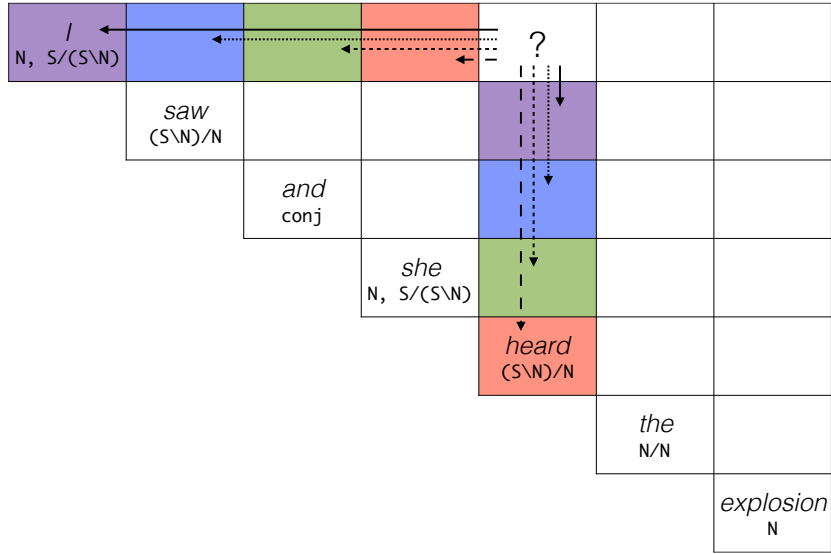 I
N, S/(S\N)
?
saw
(S\N)/N
and
conj
she
N, S/(S\N)
heard
(S\N)/N
the
N/N
explosion
N